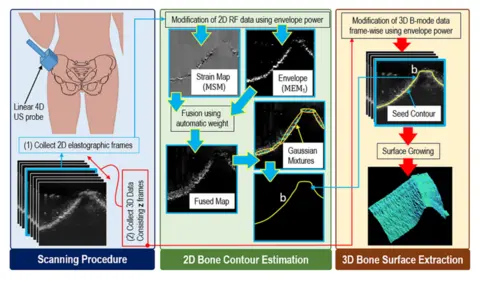 Linear 4D
US probe
(1) Collect 2D elastographic frames
(2) Collect 3D Data
Consisting z frames
Scanning Procedure
Modification of 2D RF data using envelope power
Strain Map
(MSM)
Envelope
(MEM₁)
Fusion using
automatic weight
Gaussian
Mixtures
Fused Map
b
2D Bone Contour Estimation
Modification of 3D B-mode data
frame-wise using envelope power
b
Seed Contour
Surface Growing
3D Bone Surface Extraction